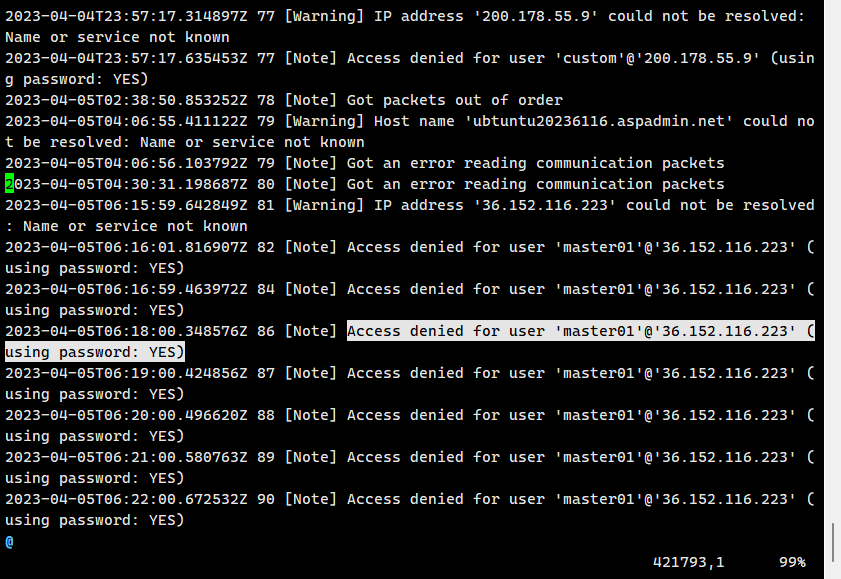 2023-04-04T23:57:17.314897Z 77 [Warning] IP address '200.178.55.9' could not be resolved:
Name or service not known
2023-04-04T23:57:17.635453Z 77 [Note] Access denied for user 'custom'@'200.178.55.9' (usin
g password: YES)
2023-04-05T02:38:50.853252Z 78 [Note] Got packets out of order
2023-04-05T04:06:55.411122Z 79 [Warning] Host name 'ubtuntu20236116.aspadmin.net' could no
t be resolved: Name or service not known
2023-04-05T04:06:56.103792Z 79 [Note] Got an error reading communication packets
2023-04-05T04:30:31.198687Z 80 [Note] Got an error reading communication packets
2023-04-05T06:15:59.642849Z 81 [Warning] IP address '36.152.116.223' could not be resolved
: Name or service not known
2023-04-05T06:16:01.816907Z 82 [Note] Access denied for user 'master01'@'36.152.116.223' (
using password: YES)
2023-04-05T06:16:59.463972Z 84 [Note] Access denied for user 'master01'@'36.152.116.223' (
using password: YES)
2023-04-05T06:18:00.348576Z 86 [Note] Access denied for user 'master01'@'36.152.116.223' (
using password: YES)
2023-04-05T06:19:00.424856Z 87 [Note] Access denied for user 'master01'@'36.152.116.223' (
using password: YES)
2023-04-05T06:20:00.496620Z 88 [Note] Access denied for user 'master01'@'36.152.116.223' (
using password: YES)
2023-04-05T06:21:00.580763Z 89 [Note] Access denied for user 'master01'@'36.152.116.223' (
using password: YES)
2023-04-05T06:22:00.672532Z 90 [Note] Access denied for user 'master01'@'36.152.116.223' (
using password: YES)
@
421793,1 99%